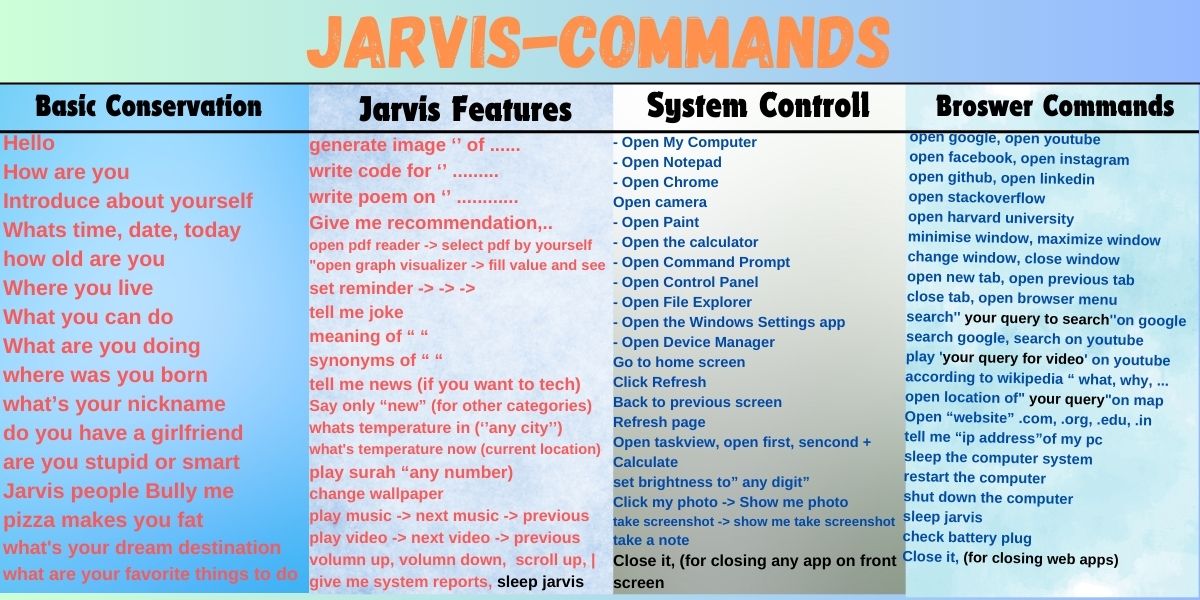 JARVIS-COMMANDS
Basic Conservation
Hello
How are you
Introduce about yourself
Whats time, date, today
how old are you
Where you live
What you can do
What are you doing
where was you born
what’s your nickname
do you have a girlfriend
are you stupid or smart
Jarvis people Bully me
pizza makes you fat
what's your dream destination
what are your favorite things to do
Jarvis Features
generate image ‘’ of ......
write code for ‘’ .........
write poem on ‘’ ............
Give me recommendation,..
open pdf reader -> select pdf by yourself
"open graph visualizer -> fill value and see
set reminder -> -> ->
tell me joke
meaning of “ “
synonyms of “ “
tell me news (if you want to tech)
Say only “new” (for other categories)
whats temperature in (‘’any city’’)
what's temperature now (current location)
play surah “any number)
change wallpaper
play music -> next music -> previous
play video -> next video -> previous
volumn up, volumn down,  scroll up, |
give me system reports, sleep jarvis
System Controll
- Open My Computer
- Open Notepad
- Open Chrome
Open camera
- Open Paint
- Open the calculator
- Open Command Prompt
- Open Control Panel
- Open File Explorer
- Open the Windows Settings app
- Open Device Manager
Go to home screen
Click Refresh
Back to previous screen
Refresh page
Open taskview, open first, sencond +
Calculate
set brightness to” any digit”
Click my photo -> Show me photo
take screenshot -> show me take screenshot
take a note
Close it, (for closing any app on front
screen
Broswer Commands
open google, open youtube
open facebook, open instagram
open github, open linkedin
open stackoverflow
open harvard university
minimise window, maximize window
change window, close window
open new tab, open previous tab
close tab, open browser menu
search'' your query to search''on google
search google, search on youtube
play 'your query for video' on youtube
according to wikipedia “ what, why, ...
open location of" your query"on map
Open “website” .com, .org, .edu, .in
tell me “ip address”of my pc
sleep the computer system
restart the computer
shut down the computer
sleep jarvis
check battery plug
Close it, (for closing web apps)